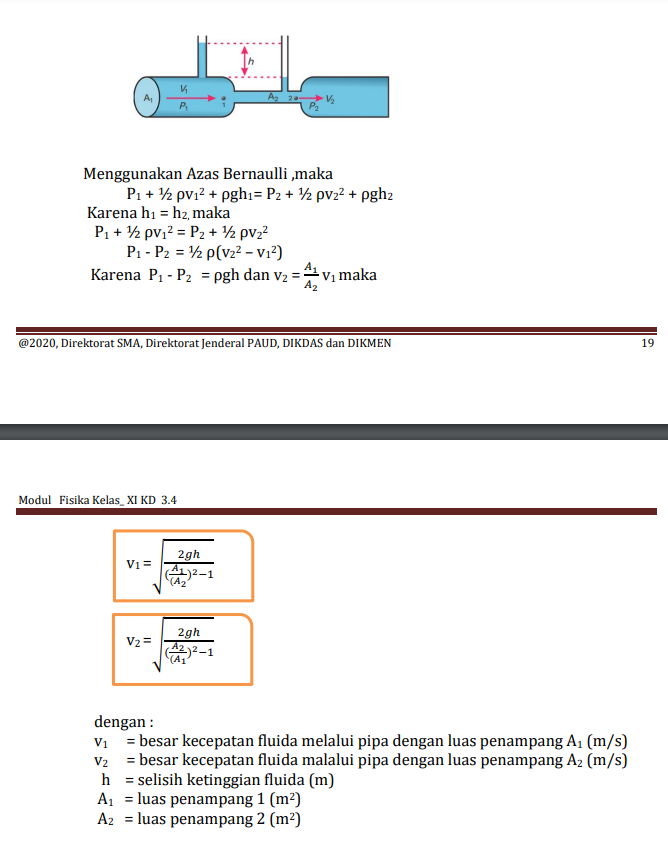 h
A₁ V₁ P₁ 1 A₂ 2 P₂ V₂
Menggunakan Azas Bernaulli ,maka
P₁ + ½ ρv₁² + ρgh₁= P₂ + ½ ρv₂² + ρgh₂
Karena h₁ = h₂, maka
P₁ + ½ ρv₁² = P₂ + ½ ρv₂²
P₁ - P₂ = ½ ρ(v₂² – v₁²)
Karena P₁ - P₂ = ρgh dan v₂ = A₁/A₂ v₁ maka
@2020, Direktorat SMA, Direktorat Jenderal PAUD, DIKDAS dan DIKMEN 19
Modul Fisika Kelas_ XI KD 3.4
v₁ = √(2gh/((A₁/(A₂)²−1))
v₂ = √(2gh/((A₂/(A₁)²−1))
dengan :
v₁ = besar kecepatan fluida melalui pipa dengan luas penampang A₁ (m/s)
v₂ = besar kecepatan fluida malalui pipa dengan luas penampang A₂ (m/s)
h = selisih ketinggian fluida (m)
A₁ = luas penampang 1 (m²)
A₂ = luas penampang 2 (m²)